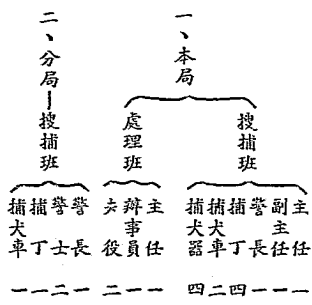 一、本局
搜捕班
主任 一
副主任 一
警長 一
捕丁 四
捕犬車 二
捕犬器 四
處理班
主任 一
辦事員 二
夫役 一
二、分局—搜捕班
警長 一
警士 二
捕丁 一
捕犬車 一